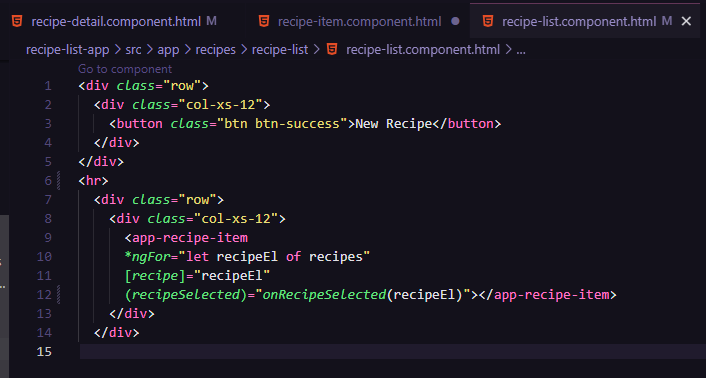 recipe-detail.component.html M recipe-item.component.html recipe-list.component.html M
recipe-list-app > src > app > recipes > recipe-list > recipe-list.component.html > ...
Go to component
1 <div class="row">
2 <div class="col-xs-12">
3 <button class="btn btn-success">New Recipe</button>
4 </div>
5 </div>
6 <hr>
7 <div class="row">
8 <div class="col-xs-12">
9 <app-recipe-item
10 *ngFor="let recipeEl of recipes"
11 [recipe]="recipeEl"
12 (recipeSelected)="onRecipeSelected(recipeEl)"></app-recipe-item>
13 </div>
14 </div>
15